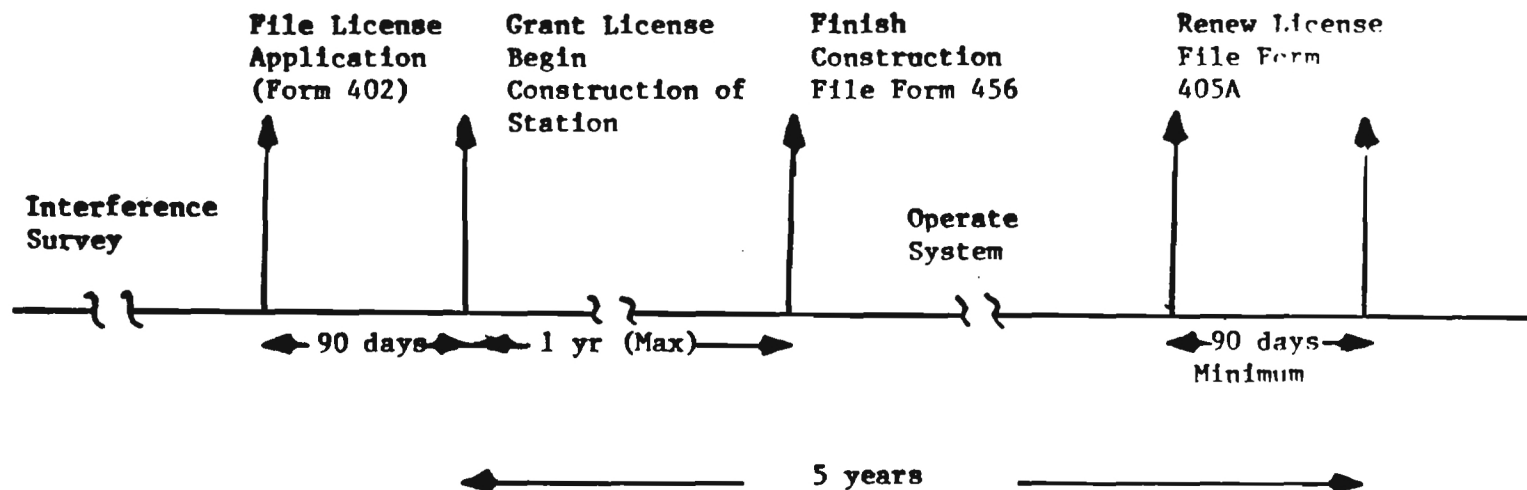 File License
Application
(Form 402)
Grant License
Begin
Construction of
Station
Finish
Construction
File Form 456
Renew License
File Form
405A
Interference
Survey
Operate
System
90 days
1 yr (Max)
90 days
Minimum
5 years